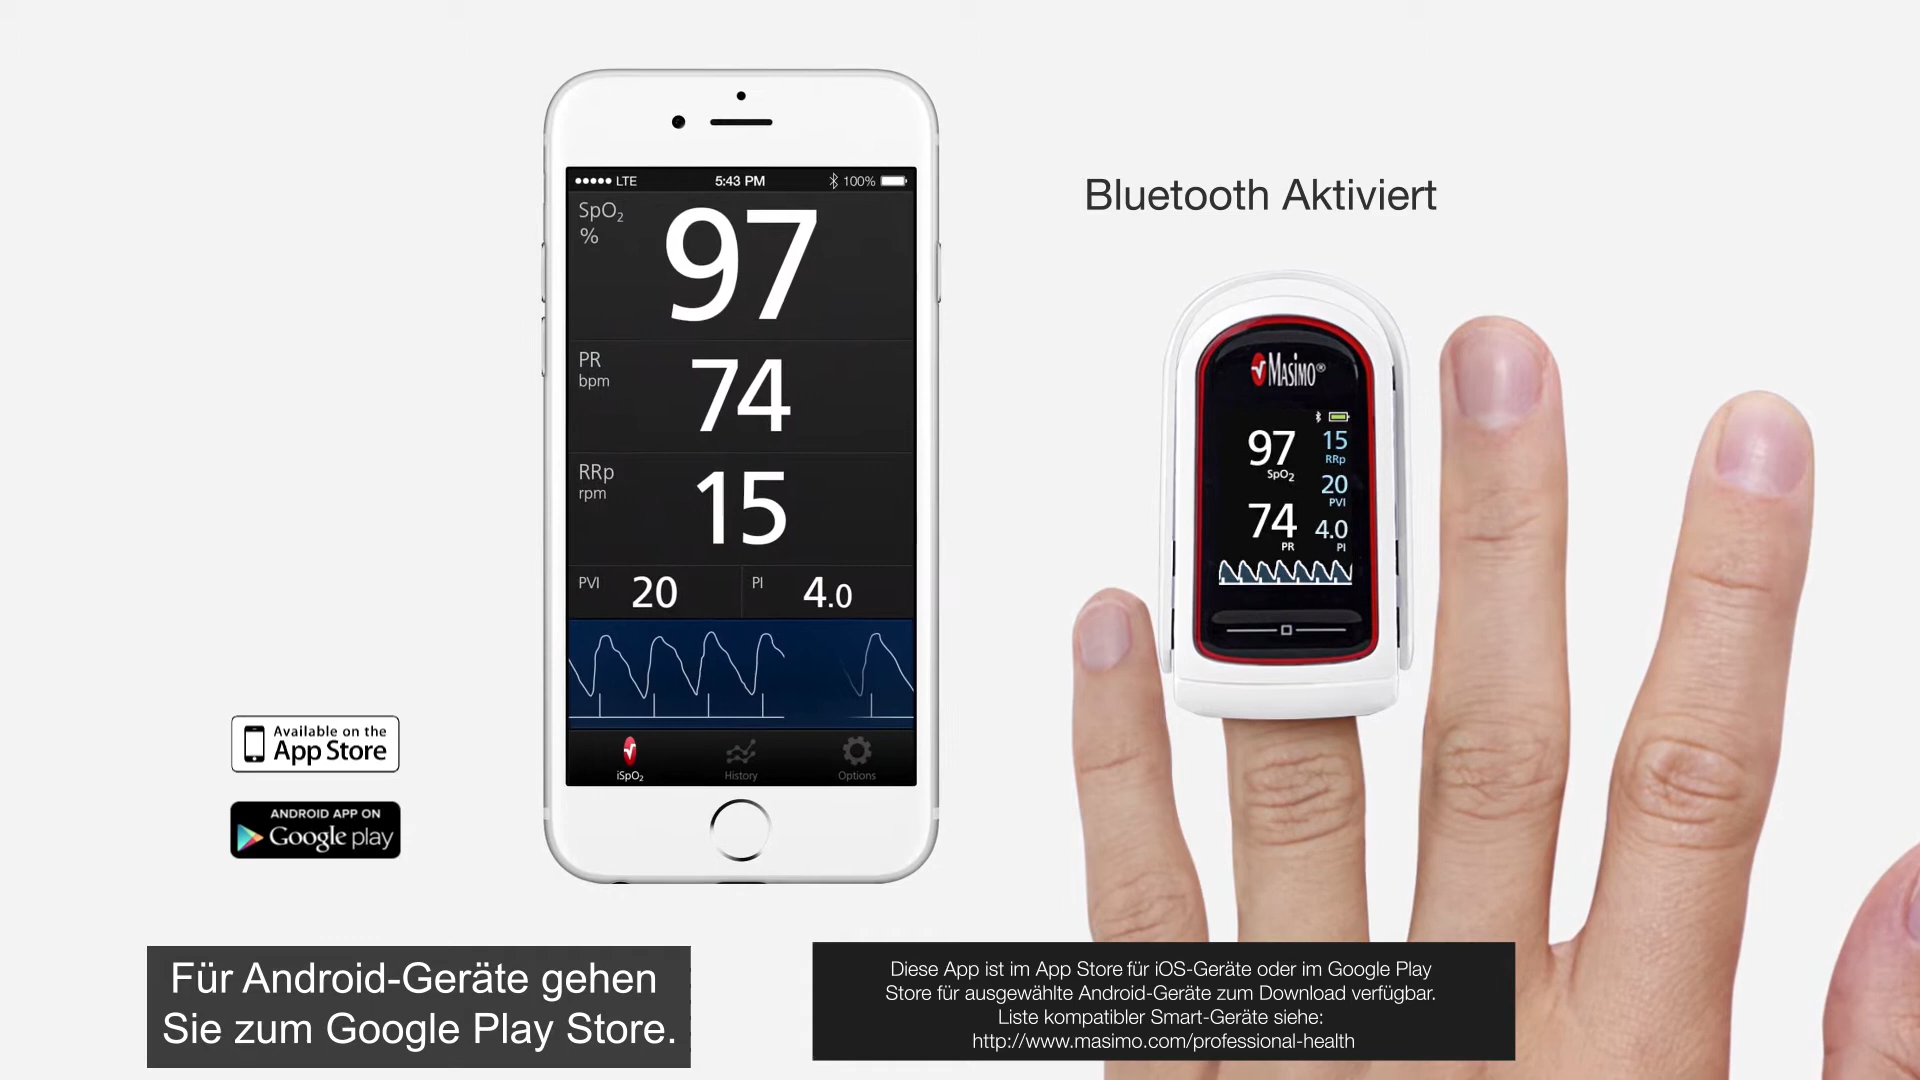 LTE 5:43 PM 100%
SpO2
%
97
PR
bpm
74
RRp
rpm
15
PVI 20 PI 4.0
iSpO2 History Options
Bluetooth Aktiviert
MASIMO®
97 SpO2
15 RRp
20 PVI
74 PR
4.0 PI
Available on the
App Store
ANDROID APP ON
Google play
Für Android-Geräte gehen
Sie zum Google Play Store.
Diese App ist im App Store für iOS-Geräte oder im Google Play
Store für ausgewählte Android-Geräte zum Download verfügbar.
Liste kompatibler Smart-Geräte siehe:
http://www.masimo.com/professional-health